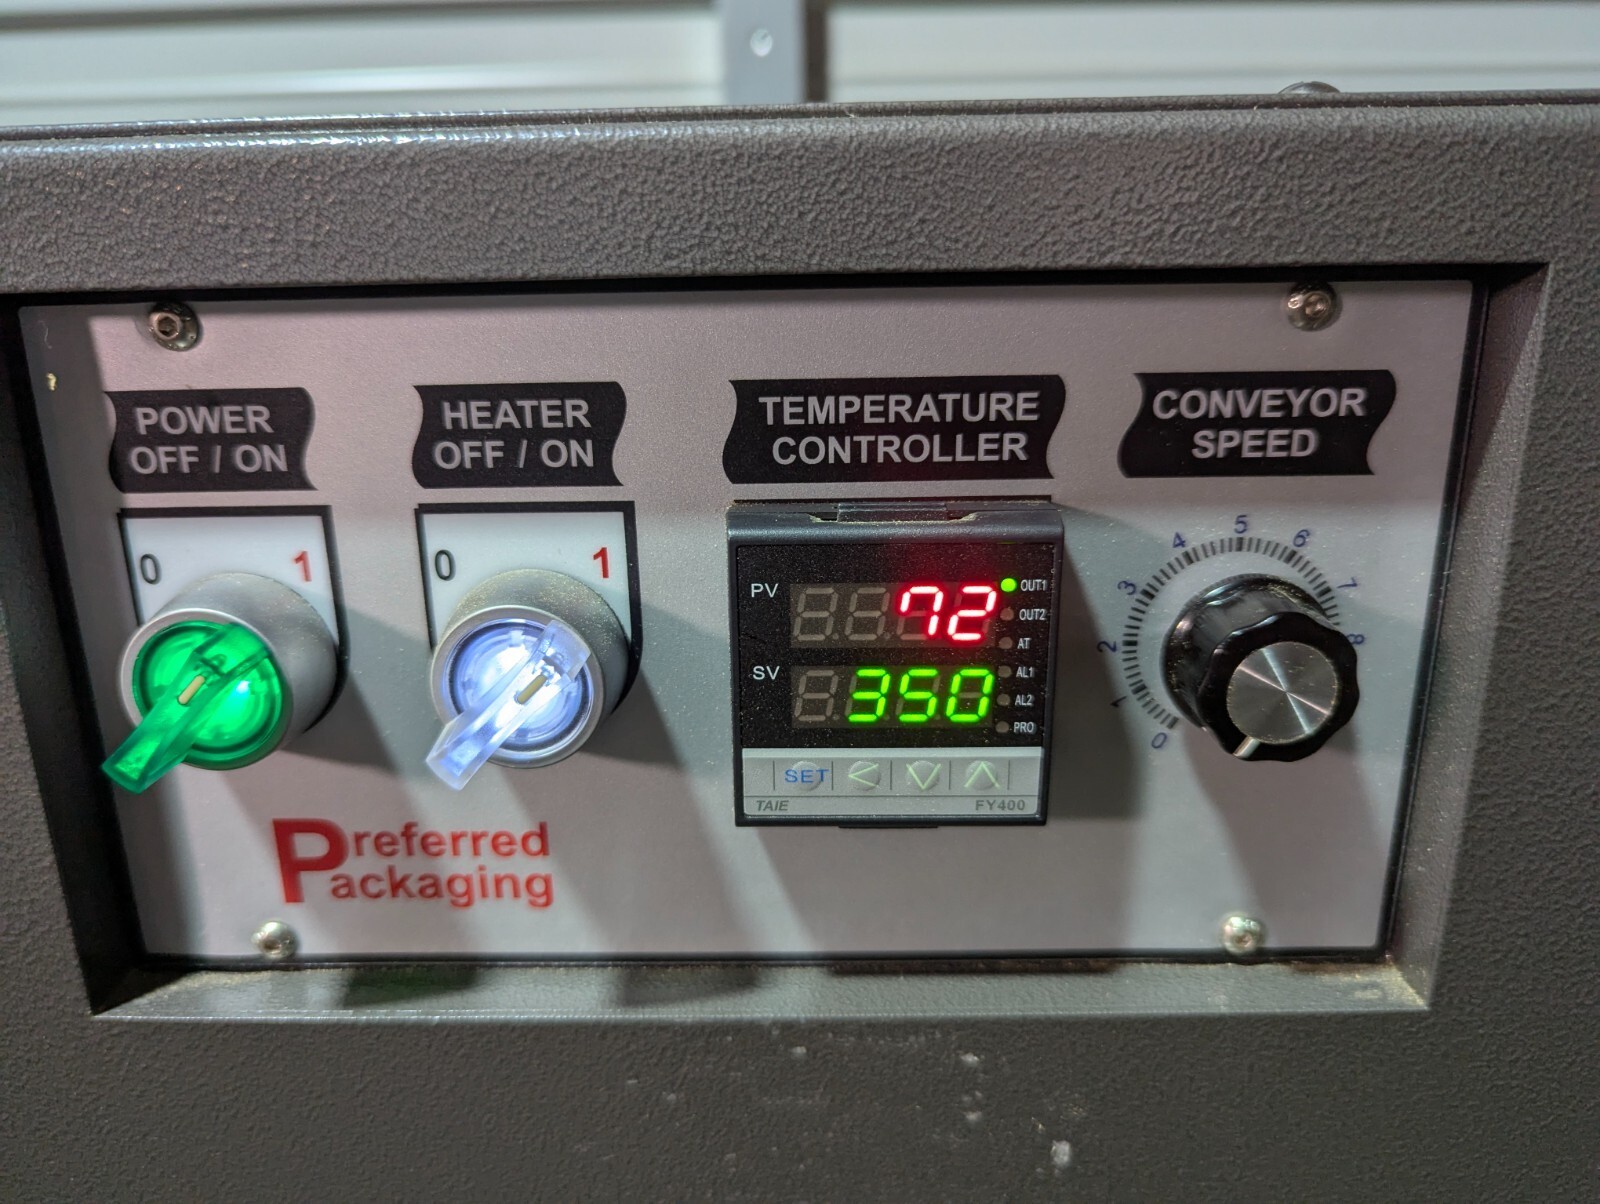 POWER
OFF / ON
HEATER
OFF / ON
TEMPERATURE
CONTROLLER
CONVEYOR
SPEED
0 1
0 1
PV 72
SV 350
OUT1
OUT2
AT
AL1
AL2
PRO
SET < ∨ ∧
TAIE FY400
0 1 2 3 4 5 6 7 8
Preferred
Packaging